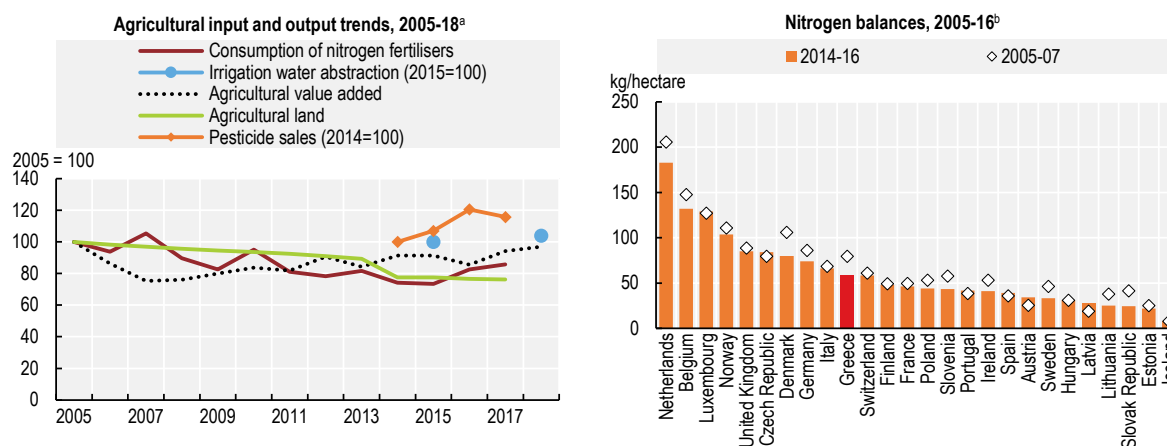 Agricultural input and output trends, 2005-18ᵃ
Consumption of nitrogen fertilisers
Irrigation water abstraction (2015=100)
Agricultural value added
Agricultural land
Pesticide sales (2014=100)
2005 = 100
140
120
100
80
60
40
20
0
2005
2007
2009
2011
2013
2015
2017
Nitrogen balances, 2005-16ᵇ
2014-16
2005-07
kg/hectare
250
200
150
100
50
0
Netherlands
Belgium
Luxembourg
Norway
United Kingdom
Czech Republic
Denmark
Germany
Italy
Greece
Switzerland
Finland
France
Poland
Slovenia
Portugal
Ireland
Spain
Austria
Sweden
Hungary
Latvia
Lithuania
Slovak Republic
Estonia